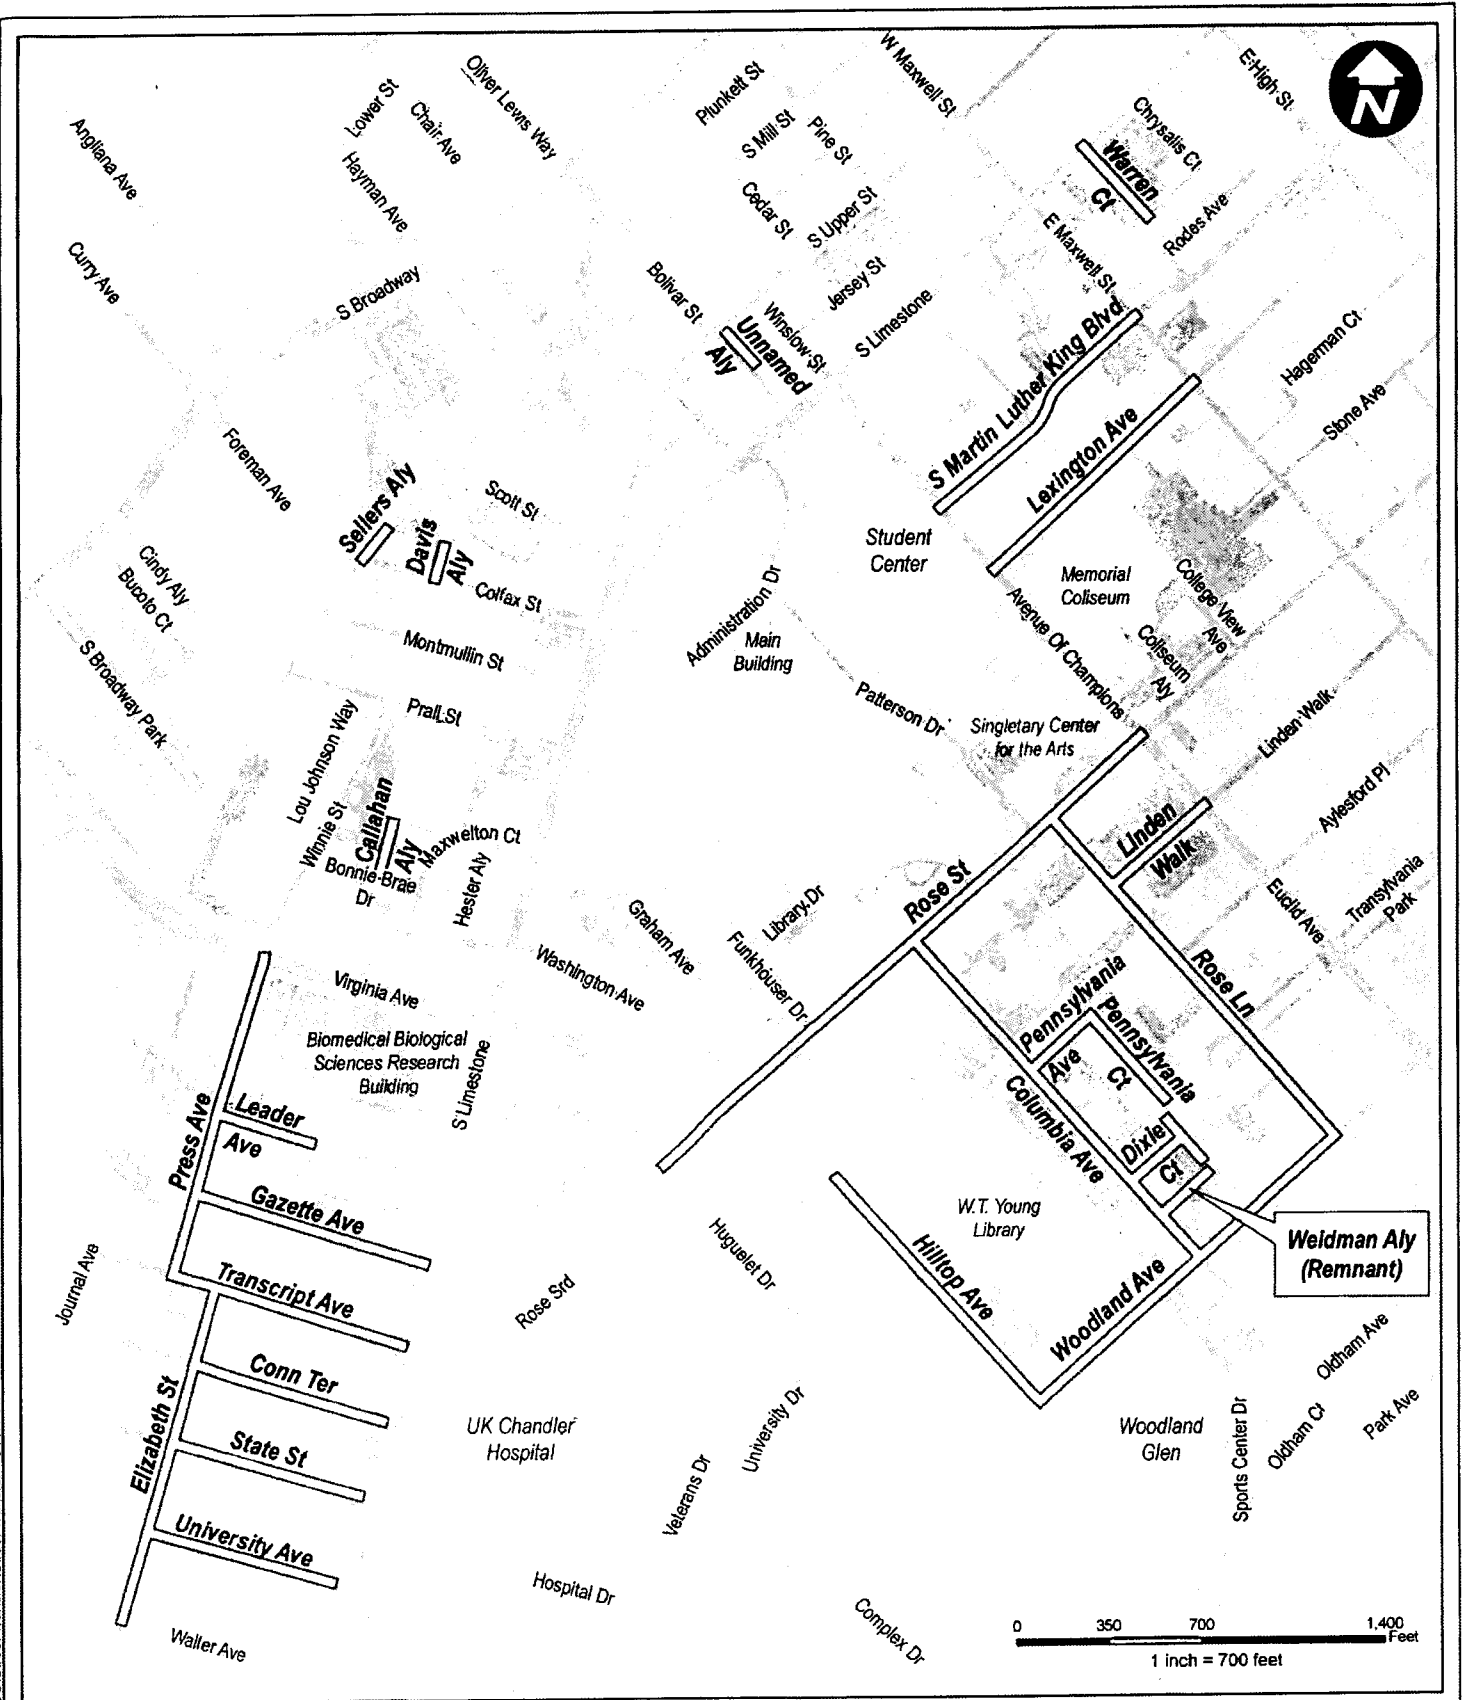 Oliver Lewis Way
W Maxwell St
E High St
N
Plunkett St
Lower St
Chair Ave
S Mill St
Pine St
Chrysalis Ct
Angliana Ave
Hayman Ave
Warren
Ct
Cedar St
S Upper St
Rodes Ave
E Maxwell St
Curry Ave
S Broadway
Bolivar St
Jersey St
Winslow St
Unnamed
Aly
S Limestone
S Martin Luther King Blvd
Hagerman Ct
Stone Ave
Lexington Ave
Foreman Ave
Sellers Aly
Scott St
Davis
Aly
Student
Center
Cindy Aly
Bucoto Ct
Colfax St
Administration Dr
Memorial
Coliseum
College View
Ave
Avenue Of Champions
Coliseum
Aly
Montmullin St
Main
Building
S Broadway Park
Prall St
Patterson Dr
Singletary Center
for the Arts
Linden Walk
Lou Johnson Way
Winnie St
Callahan
Aly
Maxwelton Ct
Bonnie Brae
Dr
Hester Aly
Linden
Walk
Aylesford Pl
Rose St
Library Dr
Graham Ave
Funkhouser Dr
Euclid Ave
Transylvania
Park
Washington Ave
Virginia Ave
Rose Ln
Pennsylvania
Ave
Pennsylvania
Ct
Biomedical Biological
Sciences Research
Building
S Limestone
Columbia Ave
Press Ave
Leader
Ave
Dixie
Ct
Gazette Ave
W.T. Young
Library
Weidman Aly
(Remnant)
Huguelet Dr
Hilltop Ave
Journal Ave
Transcript Ave
Rose Srd
Woodland Ave
Oldham Ave
Conn Ter
Elizabeth St
UK Chandler
Hospital
University Dr
Woodland
Glen
Sports Center Dr
Oldham Ct
Park Ave
State St
Veterans Dr
University Ave
Hospital Dr
Complex Dr
Waller Ave
0 350 700 1,400
Feet
1 inch = 700 feet